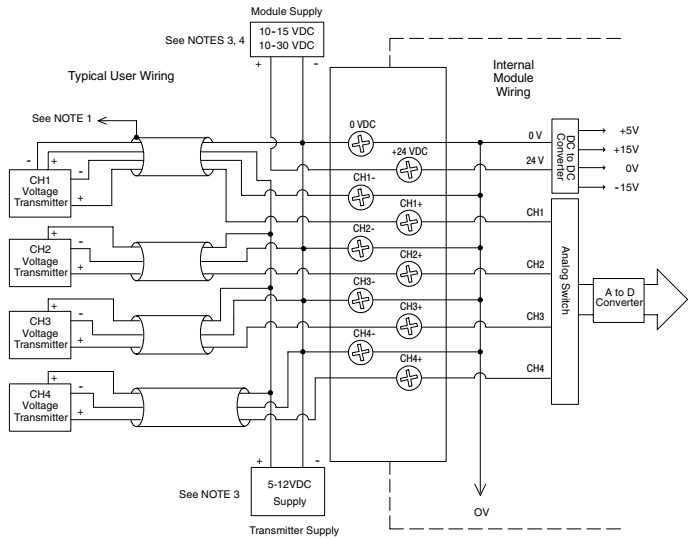 Module Supply
See NOTES 3, 4
10-15 VDC
10-30 VDC
+
-
Typical User Wiring
Internal
Module
Wiring
See NOTE 1
0 VDC
0 V
+24 VDC
24 V
DC to DC
Converter
+5V
+15V
0V
-15V
-
+
-
+
CH1
Voltage
Transmitter
CH1-
CH1+
CH1
+
-
+
CH2
Voltage
Transmitter
CH2-
CH2+
CH2
Analog Switch
A to D
Converter
+
-
+
CH3
Voltage
Transmitter
CH3-
CH3+
CH3
+
-
+
CH4
Voltage
Transmitter
CH4-
CH4+
CH4
+
-
See NOTE 3
5-12VDC
Supply
Transmitter Supply
OV